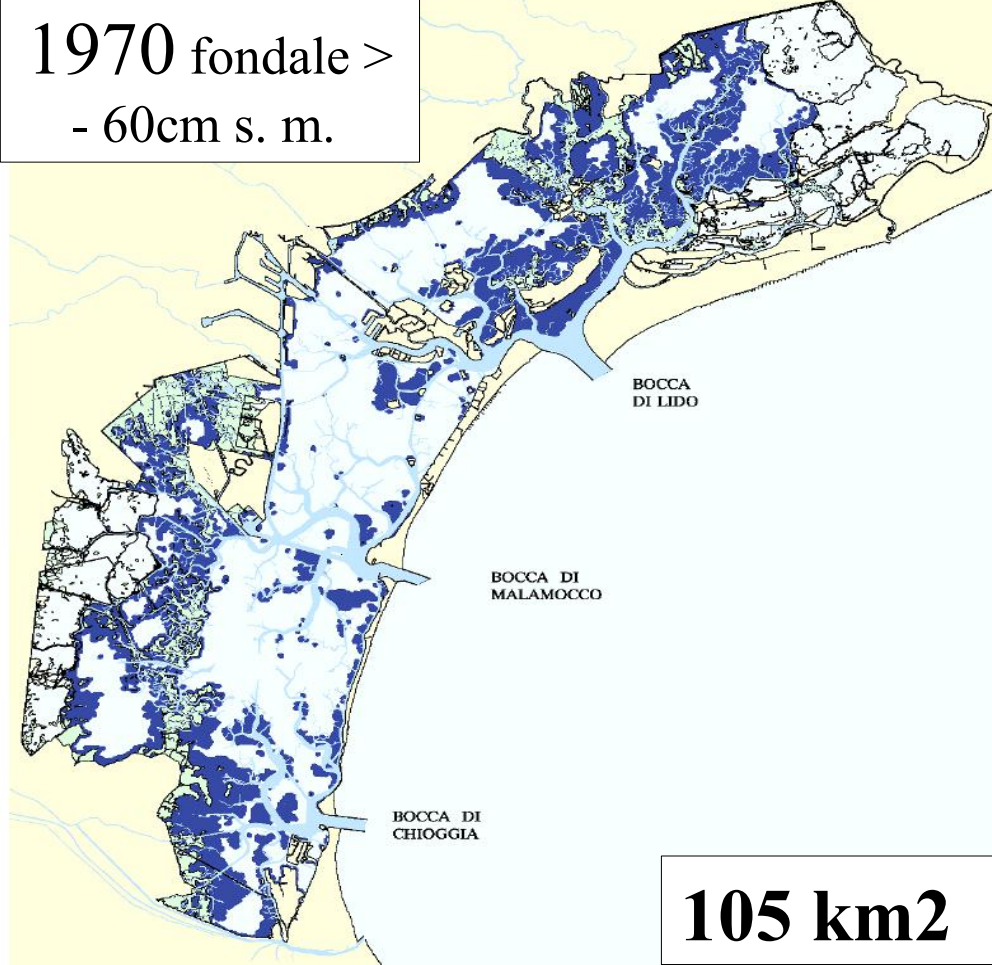 1970 fondale >
- 60cm s. m.
BOCCA
DI LIDO
BOCCA DI
MALAMOCCO
BOCCA DI
CHIOGGIA
105 km2